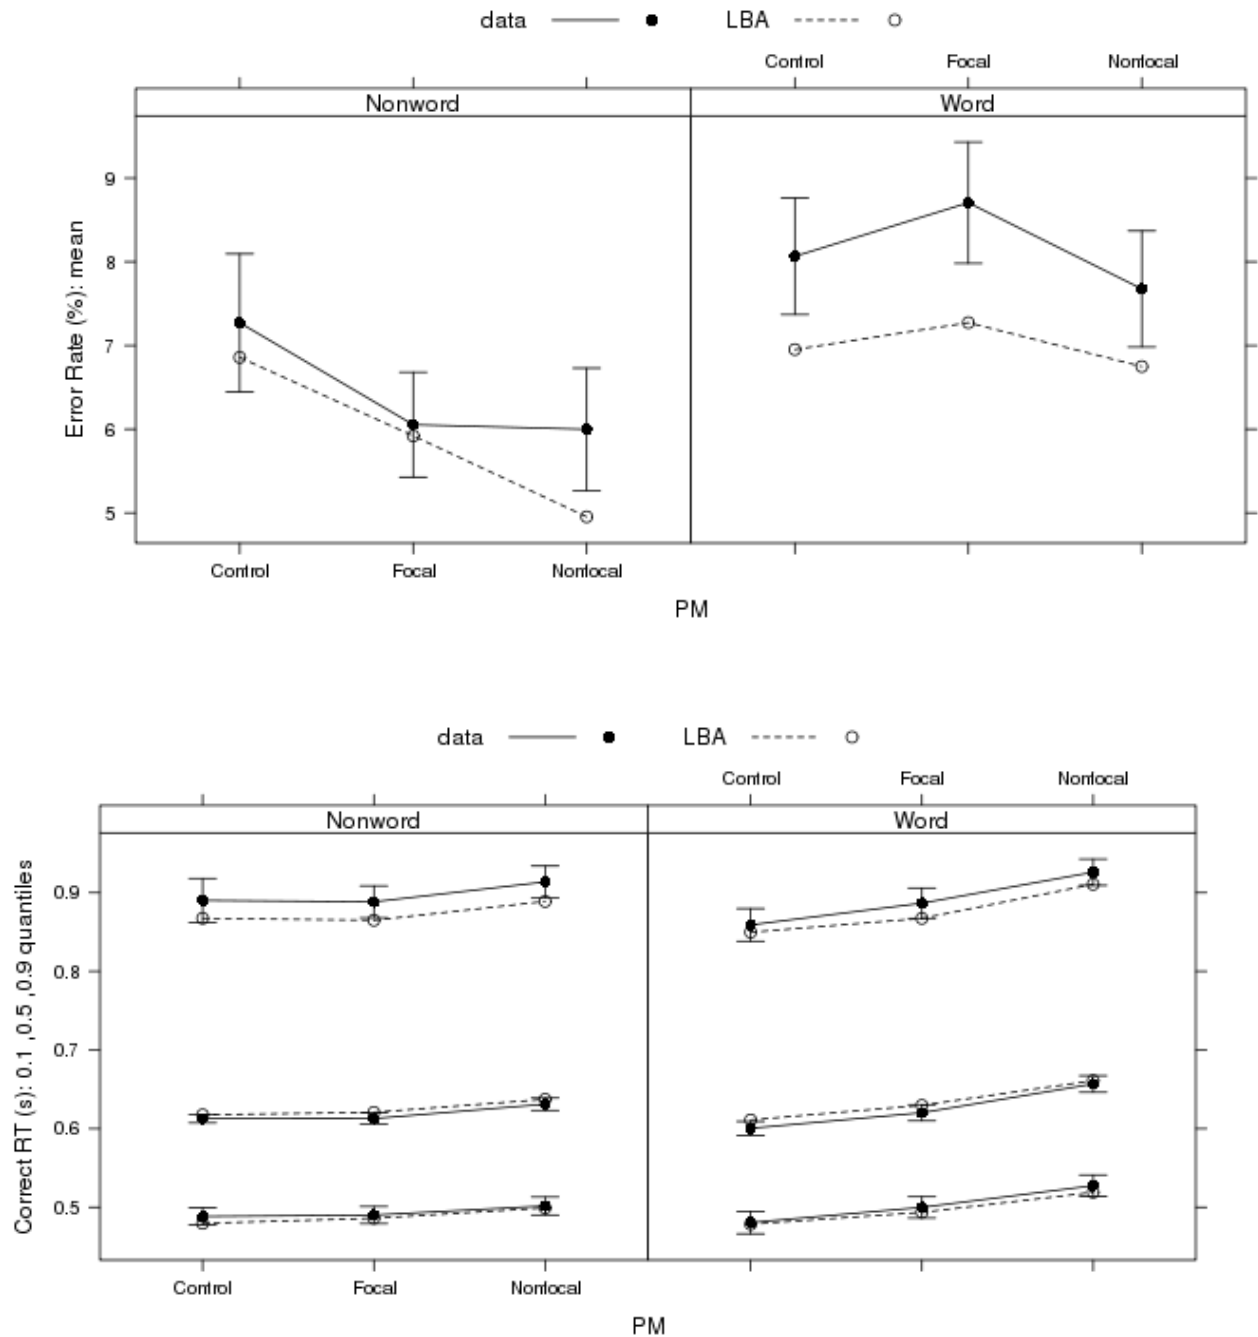 data LBA
Control Focal Nonfocal
Nonword Word
9
8
7
6
5
Error Rate (%): mean
Control Focal Nonfocal
PM
data LBA
Control Focal Nonfocal
Nonword Word
0.9
0.8
0.7
0.6
0.5
Correct RT (s): 0.1 ,0.5 ,0.9 quantiles
Control Focal Nonfocal
PM